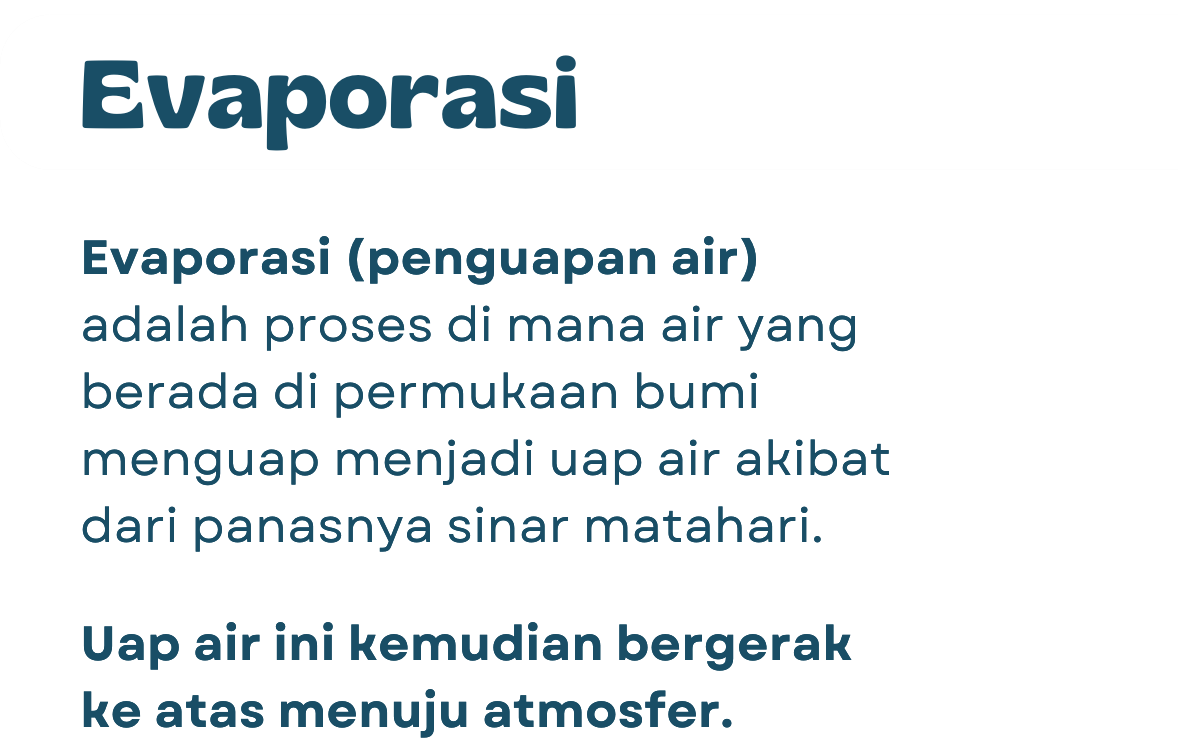 Evaporasi
Evaporasi (penguapan air)
adalah proses di mana air yang
berada di permukaan bumi
menguap menjadi uap air akibat
dari panasnya sinar matahari.
Uap air ini kemudian bergerak
ke atas menuju atmosfer.